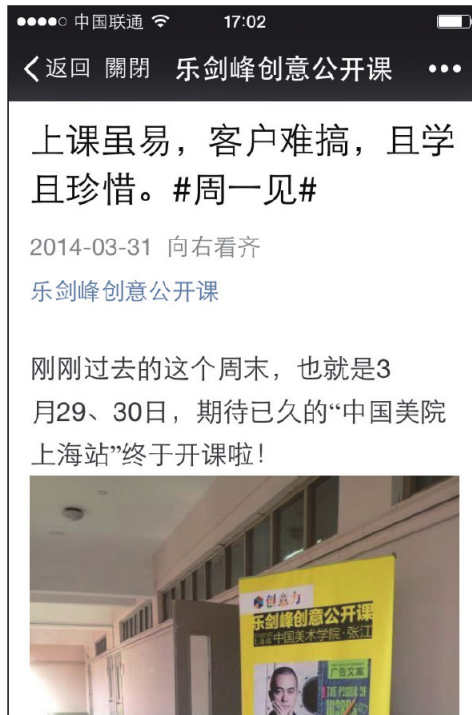 中国联通 17:02
返回 關閉 乐剑峰创意公开课
上课虽易，客户难搞，且学
且珍惜。#周一见#
2014-03-31 向右看齐
乐剑峰创意公开课
刚刚过去的这个周末，也就是3
月29、30日，期待已久的“中国美院
上海站”终于开课啦！
创意力
乐剑峰创意公开课
中国美术学院·张江
广告文案
THE POWER OF
WORDS